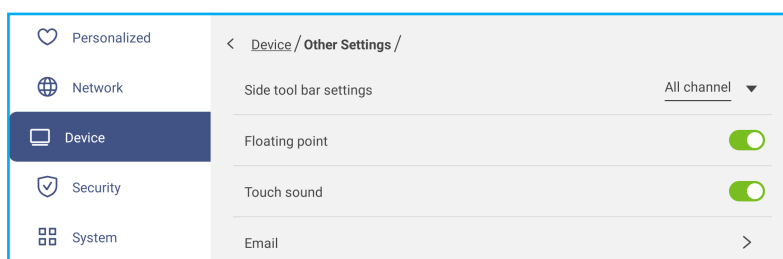 Personalized
Network
Device
Security
System
Device / Other Settings /
Side tool bar settings All channel
Floating point
Touch sound
Email